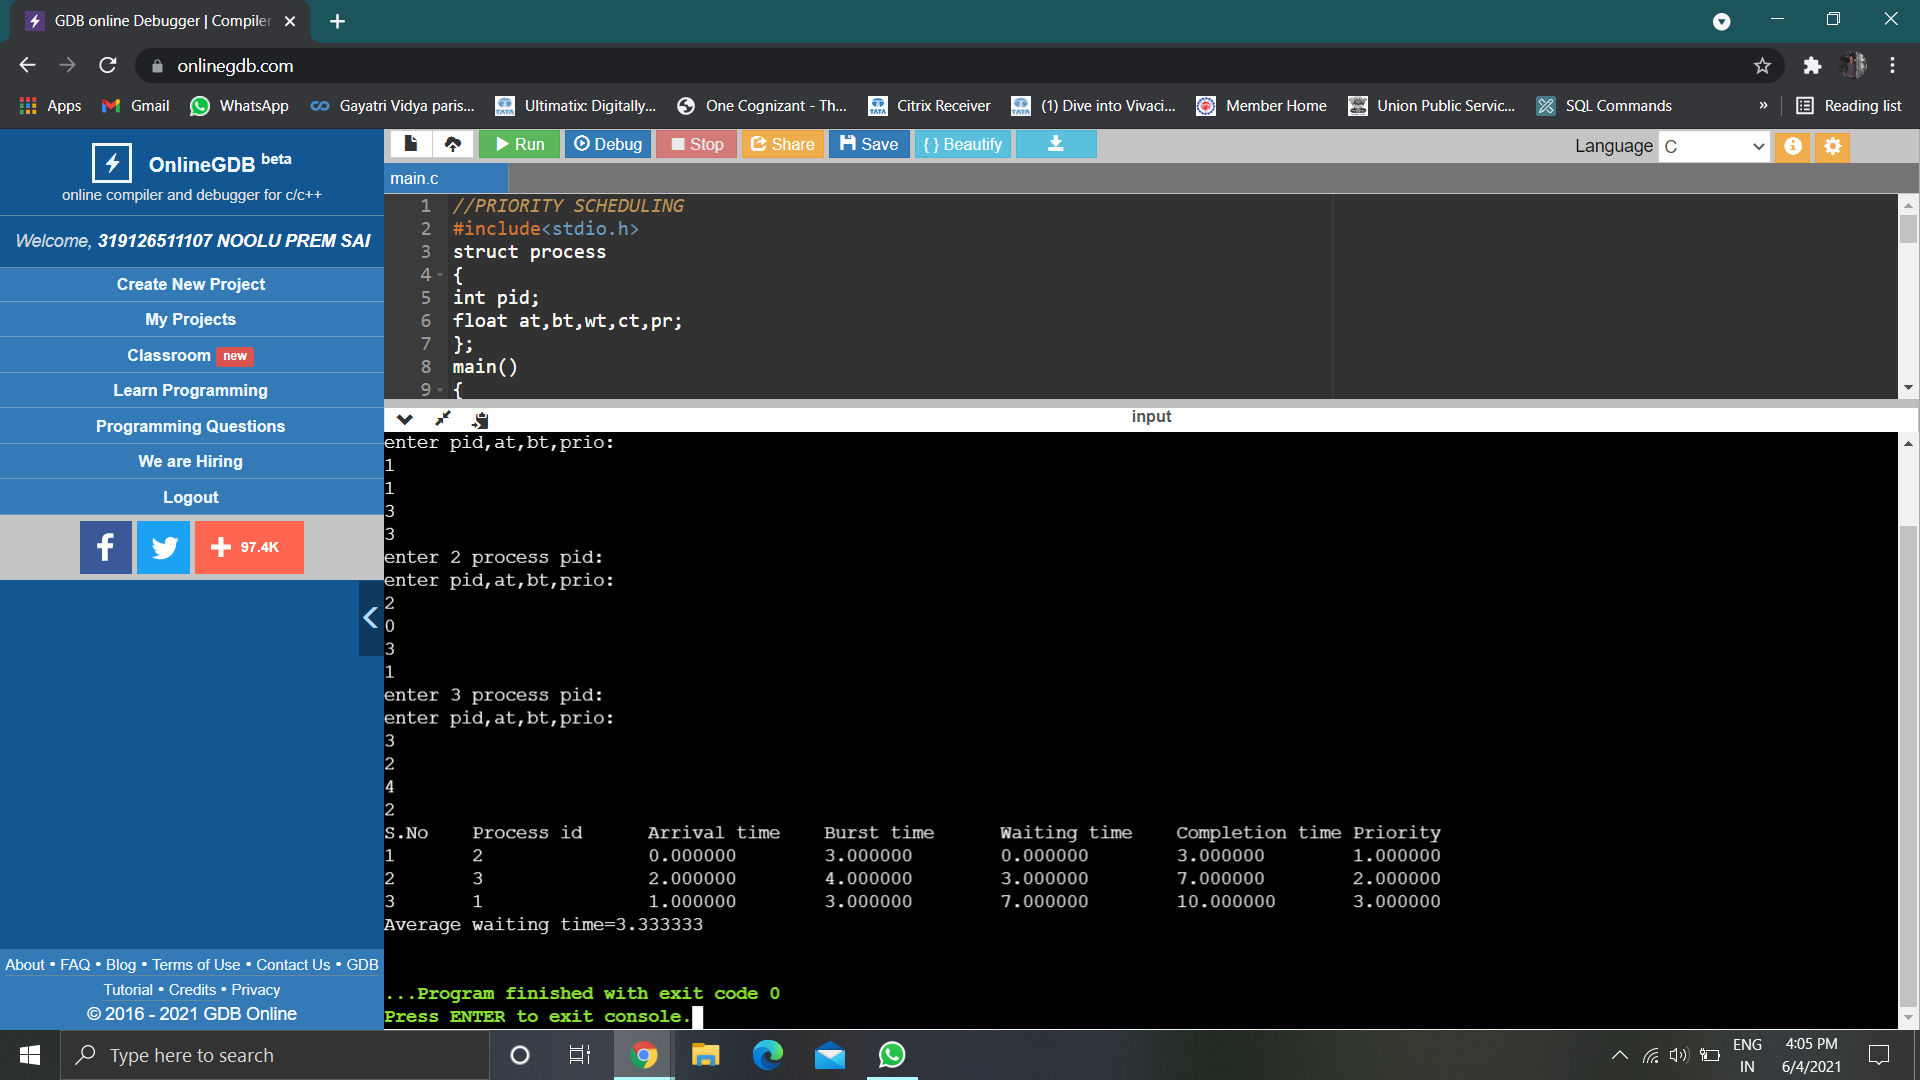 GDB online Debugger | Compiler
onlinegdb.com
Apps Gmail WhatsApp Gayatri Vidya paris... Ultimatix: Digitally... One Cognizant - Th... Citrix Receiver (1) Dive into Vivaci... Member Home Union Public Servic... SQL Commands » Reading list
OnlineGDB beta
online compiler and debugger for c/c++
Welcome, 319126511107 NOOLU PREM SAI
Create New Project
My Projects
Classroom new
Learn Programming
Programming Questions
We are Hiring
Logout
97.4K
About • FAQ • Blog • Terms of Use • Contact Us • GDB
Tutorial • Credits • Privacy
© 2016 - 2021 GDB Online
Run Debug Stop Share Save { } Beautify Language C
main.c
1 //PRIORITY SCHEDULING
2 #include<stdio.h>
3 struct process
4 {
5 int pid;
6 float at,bt,wt,ct,pr;
7 };
8 main()
9 {
input
enter pid,at,bt,prio:
1
1
3
3
enter 2 process pid:
enter pid,at,bt,prio:
2
0
3
1
enter 3 process pid:
enter pid,at,bt,prio:
3
2
4
2
S.No Process id Arrival time Burst time Waiting time Completion time Priority
1 2 0.000000 3.000000 0.000000 3.000000 1.000000
2 3 2.000000 4.000000 3.000000 7.000000 2.000000
3 1 1.000000 3.000000 7.000000 10.000000 3.000000
Average waiting time=3.333333
...Program finished with exit code 0
Press ENTER to exit console.
Type here to search
ENG
IN
4:05 PM
6/4/2021